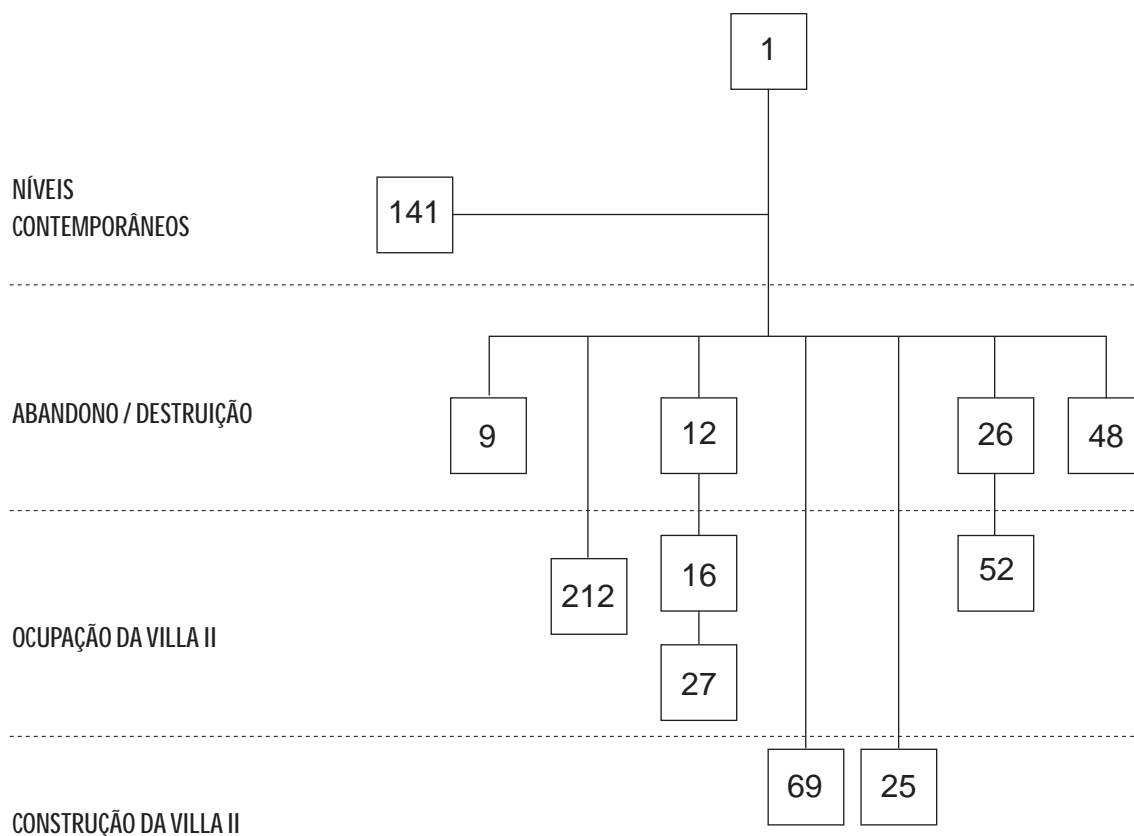 1
NÍVEIS
CONTEMPORÂNEOS
141
ABANDONO / DESTRUIÇÃO
9
12
26
48
212
16
52
OCUPAÇÃO DA VILLA II
27
69
25
CONSTRUÇÃO DA VILLA II